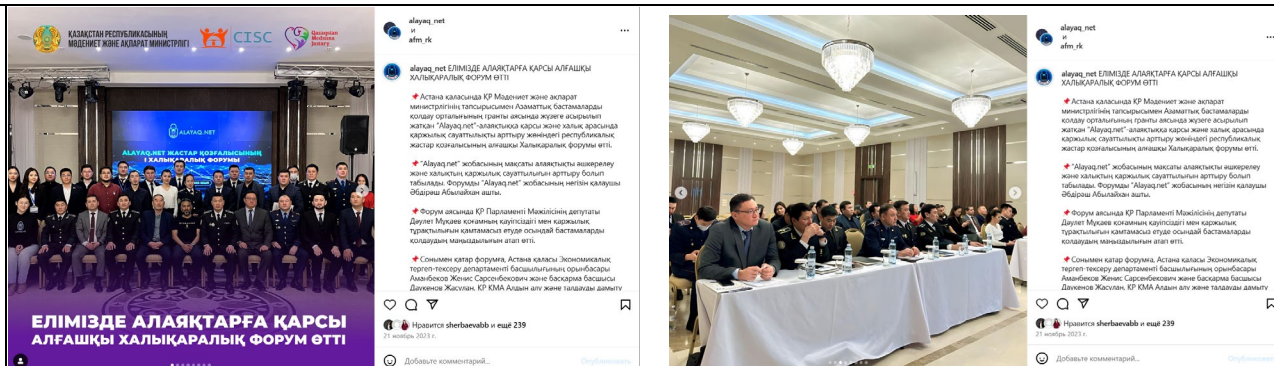 ҚАЗАҚСТАН РЕСПУБЛИКАСЫНЫҢ
МӘДЕНИЕТ ЖӘНЕ АҚПАРАТ МИНИСТРЛІГІ
CISC
Qazaqstan
Medicina
Jastary
ALAYAQ.NET
ALAYAQ.NET ЖАСТАР ҚОЗҒАЛЫСЫНЫҢ
I ХАЛЫҚАРАЛЫҚ ФОРУМЫ
ЕЛІМІЗДЕ АЛАЯҚТАРҒА ҚАРСЫ
АЛҒАШҚЫ ХАЛЫҚАРАЛЫҚ ФОРУМ ӨТТІ
alayaq_net
и
afm_rk
alayaq_net ЕЛІМІЗДЕ АЛАЯҚТАРҒА ҚАРСЫ АЛҒАШҚЫ
ХАЛЫҚАРАЛЫҚ ФОРУМ ӨТТІ
📌Астана қаласында ҚР Мәдениет және ақпарат
министрлігінің тапсырысымен Азаматтық бастамаларды
қолдау орталығының гранты аясында жүзеге асырылып
жатқан "Alayaq.net"-алаяқтыққа қарсы және халық арасында
қаржылық сауаттылықты арттыру жөніндегі республикалық
жастар қозғалысының алғашқы Халықаралық форумы өтті.
📌"Alayaq.net" жобасының мақсаты алаяқтықты әшкерелеу
және халықтың қаржылық сауаттылығын арттыру болып
табылады. Форумды "Alayaq.net" жобасының негізін қалаушы
Әбдіраш Абылайхан ашты.
📌Форум аясында ҚР Парламенті Мәжілісінің депутаты
Дәулет Мұқаев қоғамның қауіпсіздігі мен қаржылық
тұрақтылығын қамтамасыз етуде осындай бастамаларды
қолдаудың маңыздылығын атап өтті.
📌Сонымен қатар форумға, Астана қаласы Экономикалық
тергеп-тексеру департаменті басшылығының орынбасары
Аманбеков Женис Сарсенбекович және басқарма басшысы
Даукенов Жасулан, ҚР ҚМА Алдын алу және талдауды дамыту
Нравится sherbaevabb и ещё 239
21 ноябрь 2023 г.
Добавьте комментарий...
Опубликовать
alayaq_net
и
afm_rk
alayaq_net ЕЛІМІЗДЕ АЛАЯҚТАРҒА ҚАРСЫ АЛҒАШҚЫ
ХАЛЫҚАРАЛЫҚ ФОРУМ ӨТТІ
📌Астана қаласында ҚР Мәдениет және ақпарат
министрлігінің тапсырысымен Азаматтық бастамаларды
қолдау орталығының гранты аясында жүзеге асырылып
жатқан "Alayaq.net"-алаяқтыққа қарсы және халық арасында
қаржылық сауаттылықты арттыру жөніндегі республикалық
жастар қозғалысының алғашқы Халықаралық форумы өтті.
📌"Alayaq.net" жобасының мақсаты алаяқтықты әшкерелеу
және халықтың қаржылық сауаттылығын арттыру болып
табылады. Форумды "Alayaq.net" жобасының негізін қалаушы
Әбдіраш Абылайхан ашты.
📌Форум аясында ҚР Парламенті Мәжілісінің депутаты
Дәулет Мұқаев қоғамның қауіпсіздігі мен қаржылық
тұрақтылығын қамтамасыз етуде осындай бастамаларды
қолдаудың маңыздылығын атап өтті.
📌Сонымен қатар форумға, Астана қаласы Экономикалық
тергеп-тексеру департаменті басшылығының орынбасары
Аманбеков Женис Сарсенбекович және басқарма басшысы
Даукенов Жасулан, ҚР ҚМА Алдын алу және талдауды дамыту
Нравится sherbaevabb и ещё 239
21 ноябрь 2023 г.
Добавьте комментарий...
Опубликовать